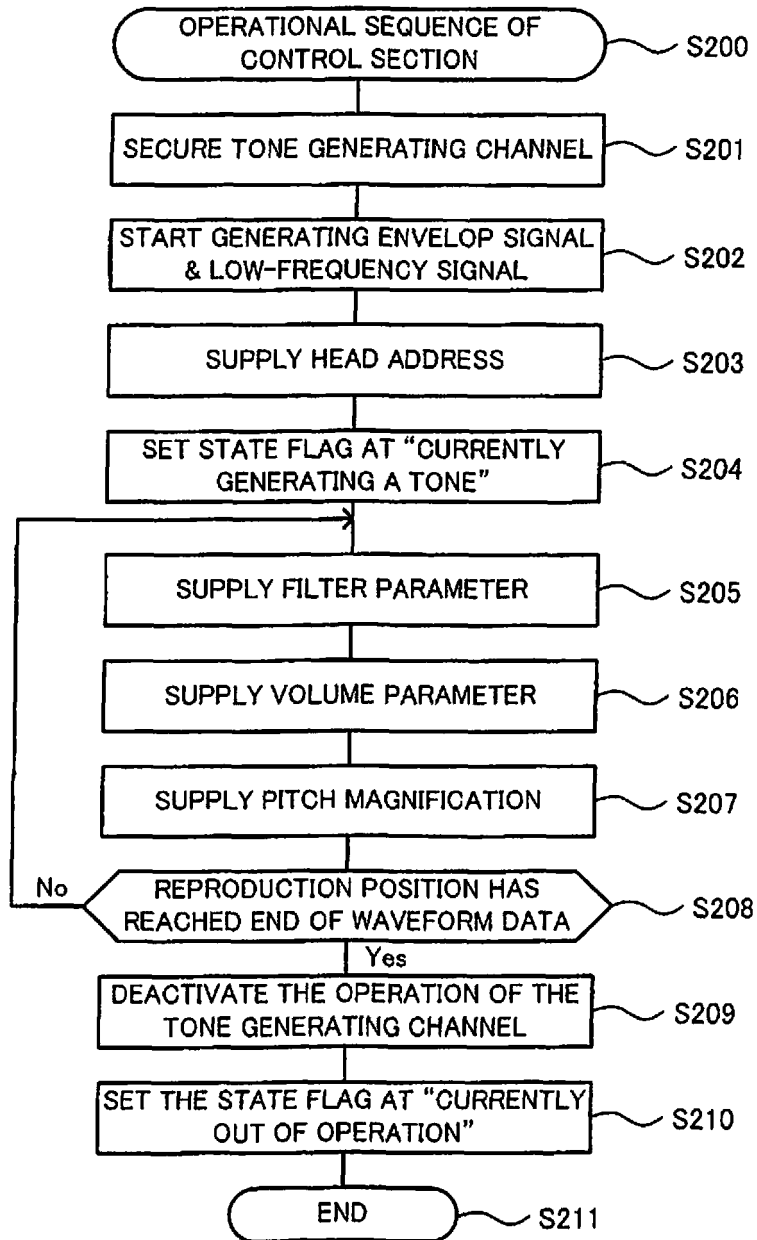 OPERATIONAL SEQUENCE OF
CONTROL SECTION
S200
SECURE TONE GENERATING CHANNEL
S201
START GENERATING ENVELOP SIGNAL
& LOW-FREQUENCY SIGNAL
S202
SUPPLY HEAD ADDRESS
S203
SET STATE FLAG AT “CURRENTLY
GENERATING A TONE”
S204
SUPPLY FILTER PARAMETER
S205
SUPPLY VOLUME PARAMETER
S206
SUPPLY PITCH MAGNIFICATION
S207
No
REPRODUCTION POSITION HAS
REACHED END OF WAVEFORM DATA
S208
Yes
DEACTIVATE THE OPERATION OF THE
TONE GENERATING CHANNEL
S209
SET THE STATE FLAG AT “CURRENTLY
OUT OF OPERATION”
S210
END
S211